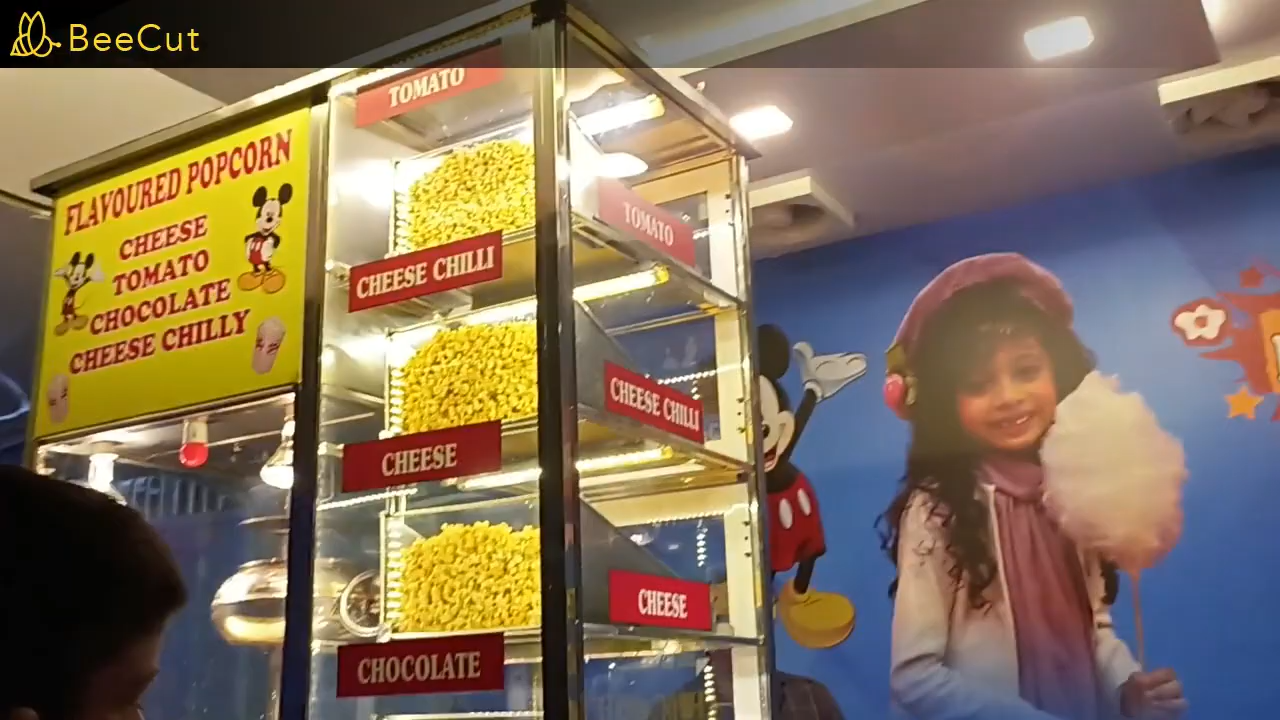 BeeCut
FLAVOURED POPCORN
CHEESE
TOMATO
CHOCOLATE
CHEESE CHILLY
TOMATO
CHEESE CHILLI
CHEESE
CHOCOLATE
TOMATO
CHEESE CHILLI
CHEESE